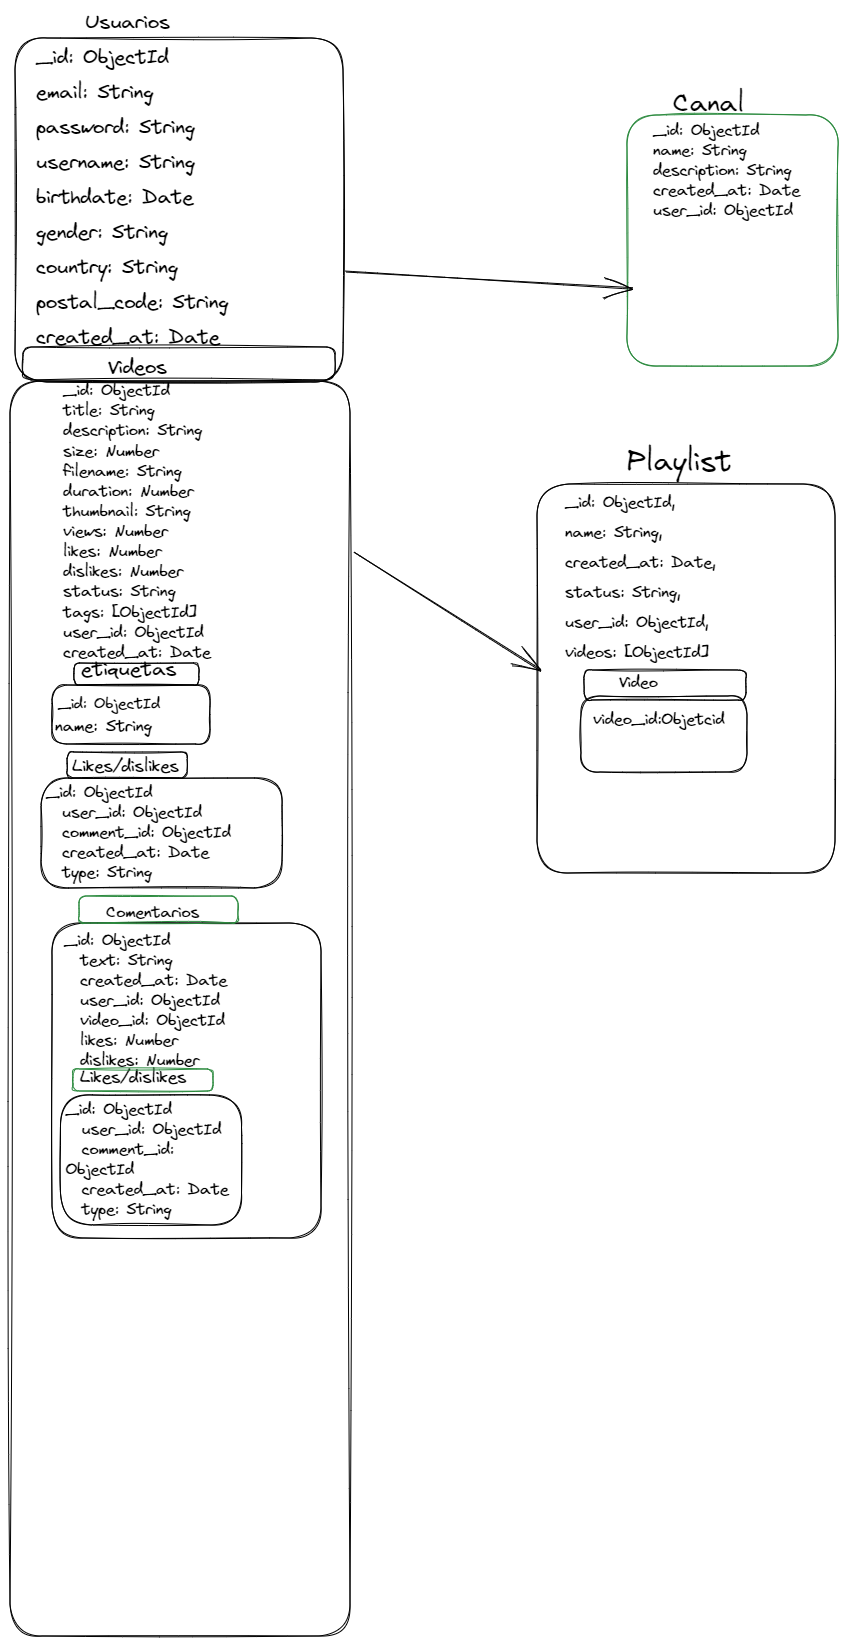 Usuarios
_id: ObjectId
email: String
password: String
username: String
birthdate: Date
gender: String
country: String
postal_code: String
created_at: Date
Videos
_id: ObjectId
title: String
description: String
size: Number
filename: String
duration: Number
thumbnail: String
views: Number
likes: Number
dislikes: Number
status: String
tags: [ObjectId]
user_id: ObjectId
created_at: Date
etiquetas
_id: ObjectId
name: String
Likes/dislikes
_id: ObjectId
user_id: ObjectId
comment_id: ObjectId
created_at: Date
type: String
Comentarios
_id: ObjectId
text: String
created_at: Date
user_id: ObjectId
video_id: ObjectId
likes: Number
dislikes: Number
Likes/dislikes
_id: ObjectId
user_id: ObjectId
comment_id:
ObjectId
created_at: Date
type: String
Canal
_id: ObjectId
name: String
description: String
created_at: Date
user_id: ObjectId
Playlist
_id: ObjectId,
name: String,
created_at: Date,
status: String,
user_id: ObjectId,
videos: [ObjectId]
Video
video_id:Objetcid